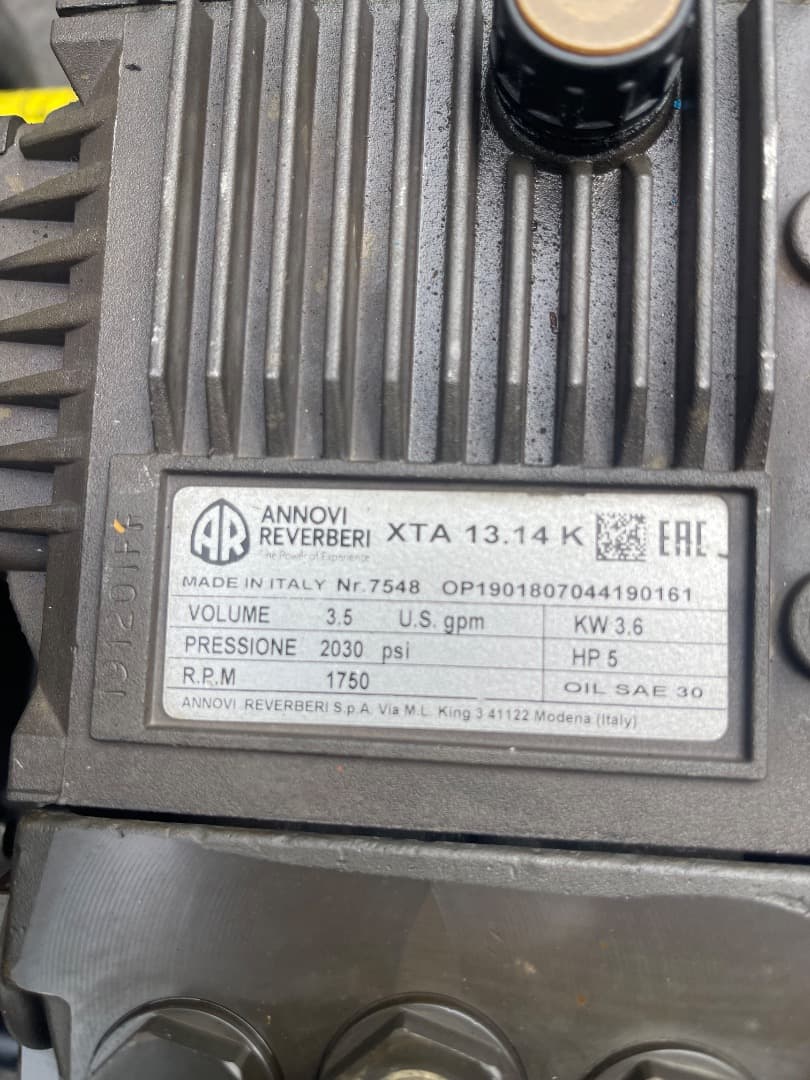 AR ANNOVI REVERBERI XTA 13.14 K EAC
The Power of Experience
MADE IN ITALY Nr.7548 OP1901807044190161
VOLUME 3.5 U.S. gpm KW 3.6
PRESSIONE 2030 psi HP 5
R.P.M 1750 OIL SAE 30
ANNOVI REVERBERI S.p.A. Via M.L. King 3 41122 Modena (Italy)